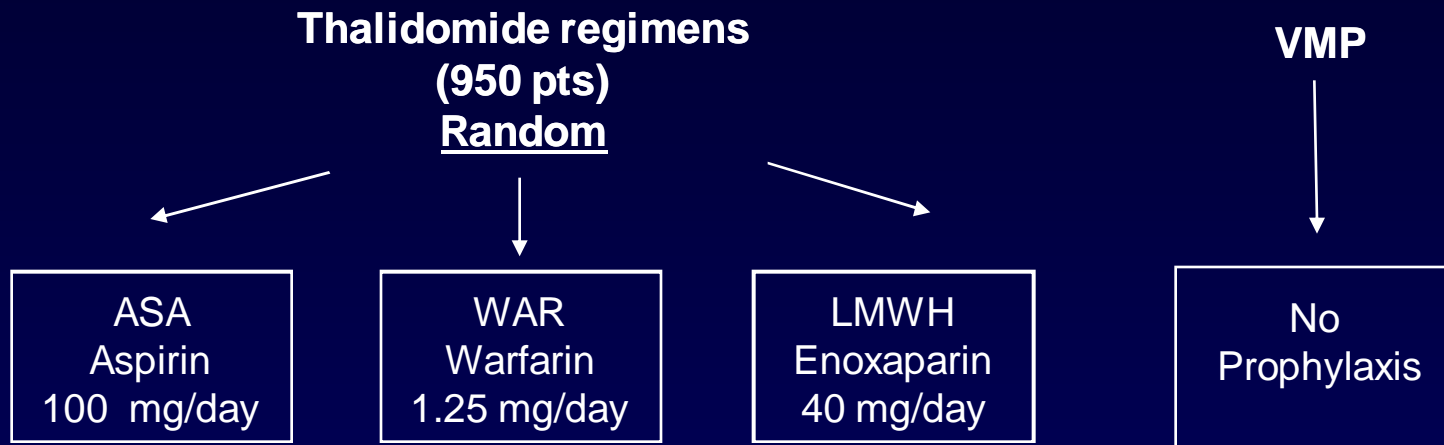 Thalidomide regimens
(950 pts)
Random
VMP
ASA
Aspirin
100 mg/day
WAR
Warfarin
1.25 mg/day
LMWH
Enoxaparin
40 mg/day
No
Prophylaxis